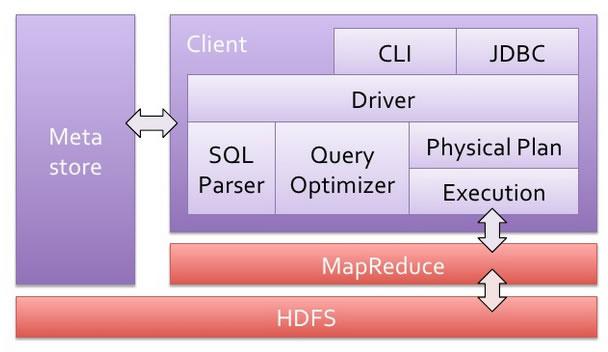 Client
CLI
JDBC
Driver
Meta
store
SQL
Parser
Query
Optimizer
Physical Plan
Execution
MapReduce
HDFS